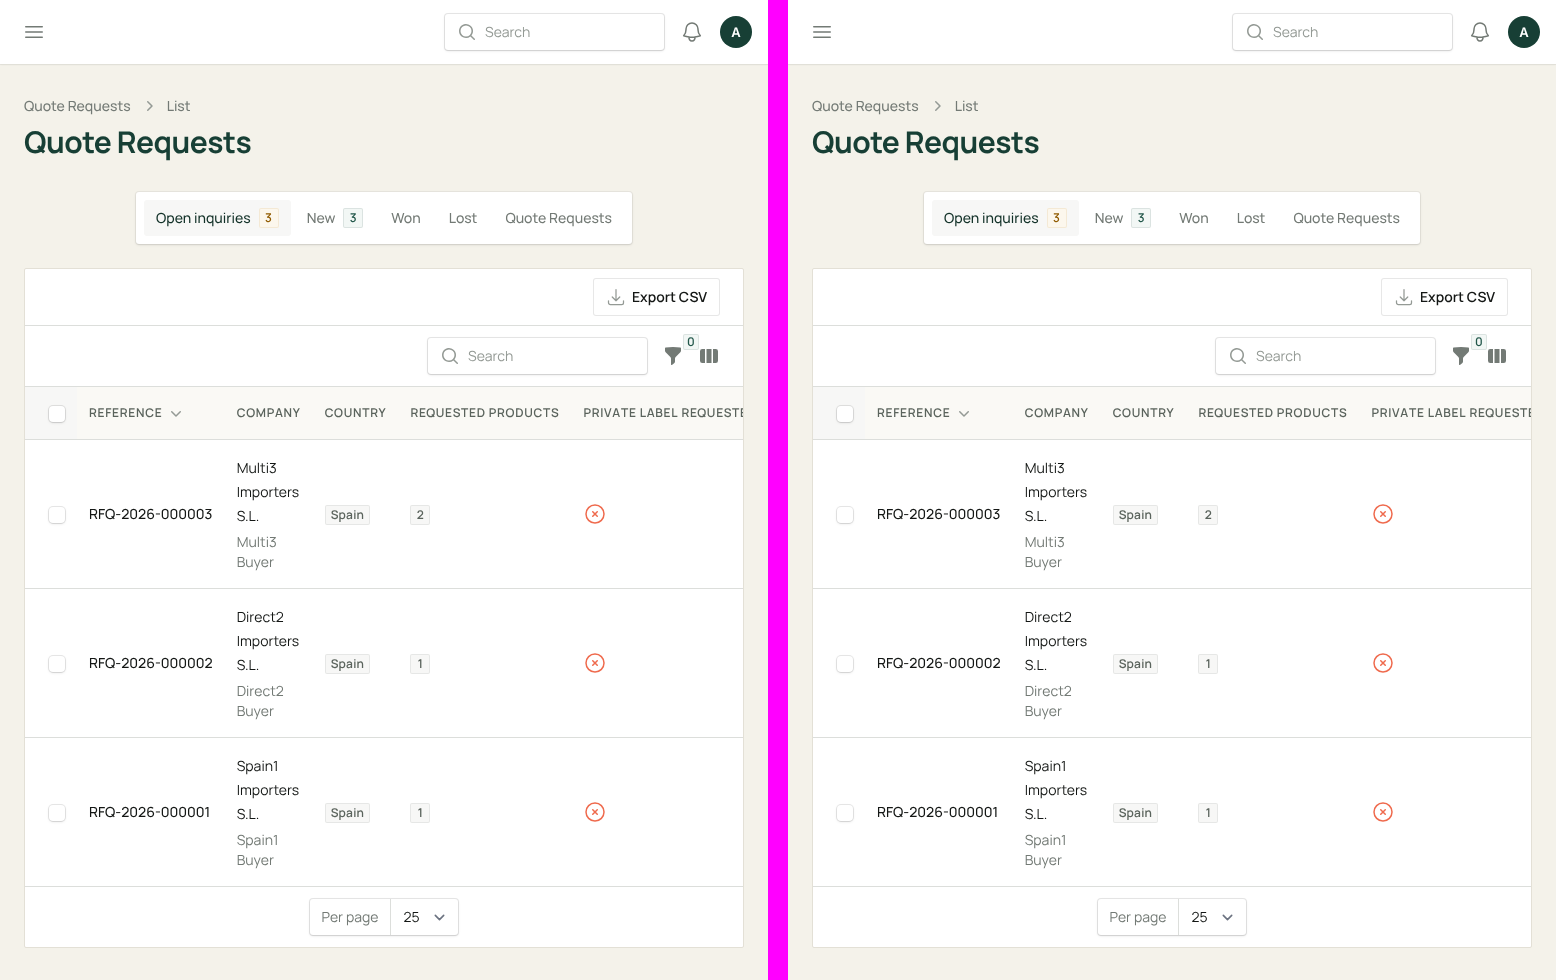 Search
A
Quote Requests > List
Quote Requests
Open inquiries 3 New 3 Won Lost Quote Requests
Export CSV
Search
0
REFERENCE COMPANY COUNTRY REQUESTED PRODUCTS PRIVATE LABEL REQUESTE
RFQ-2026-000003
Multi3
Importers
S.L.
Multi3
Buyer
Spain
2
RFQ-2026-000002
Direct2
Importers
S.L.
Direct2
Buyer
Spain
1
RFQ-2026-000001
Spain1
Importers
S.L.
Spain1
Buyer
Spain
1
Per page 25
Search
A
Quote Requests > List
Quote Requests
Open inquiries 3 New 3 Won Lost Quote Requests
Export CSV
Search
0
REFERENCE COMPANY COUNTRY REQUESTED PRODUCTS PRIVATE LABEL REQUESTE
RFQ-2026-000003
Multi3
Importers
S.L.
Multi3
Buyer
Spain
2
RFQ-2026-000002
Direct2
Importers
S.L.
Direct2
Buyer
Spain
1
RFQ-2026-000001
Spain1
Importers
S.L.
Spain1
Buyer
Spain
1
Per page 25